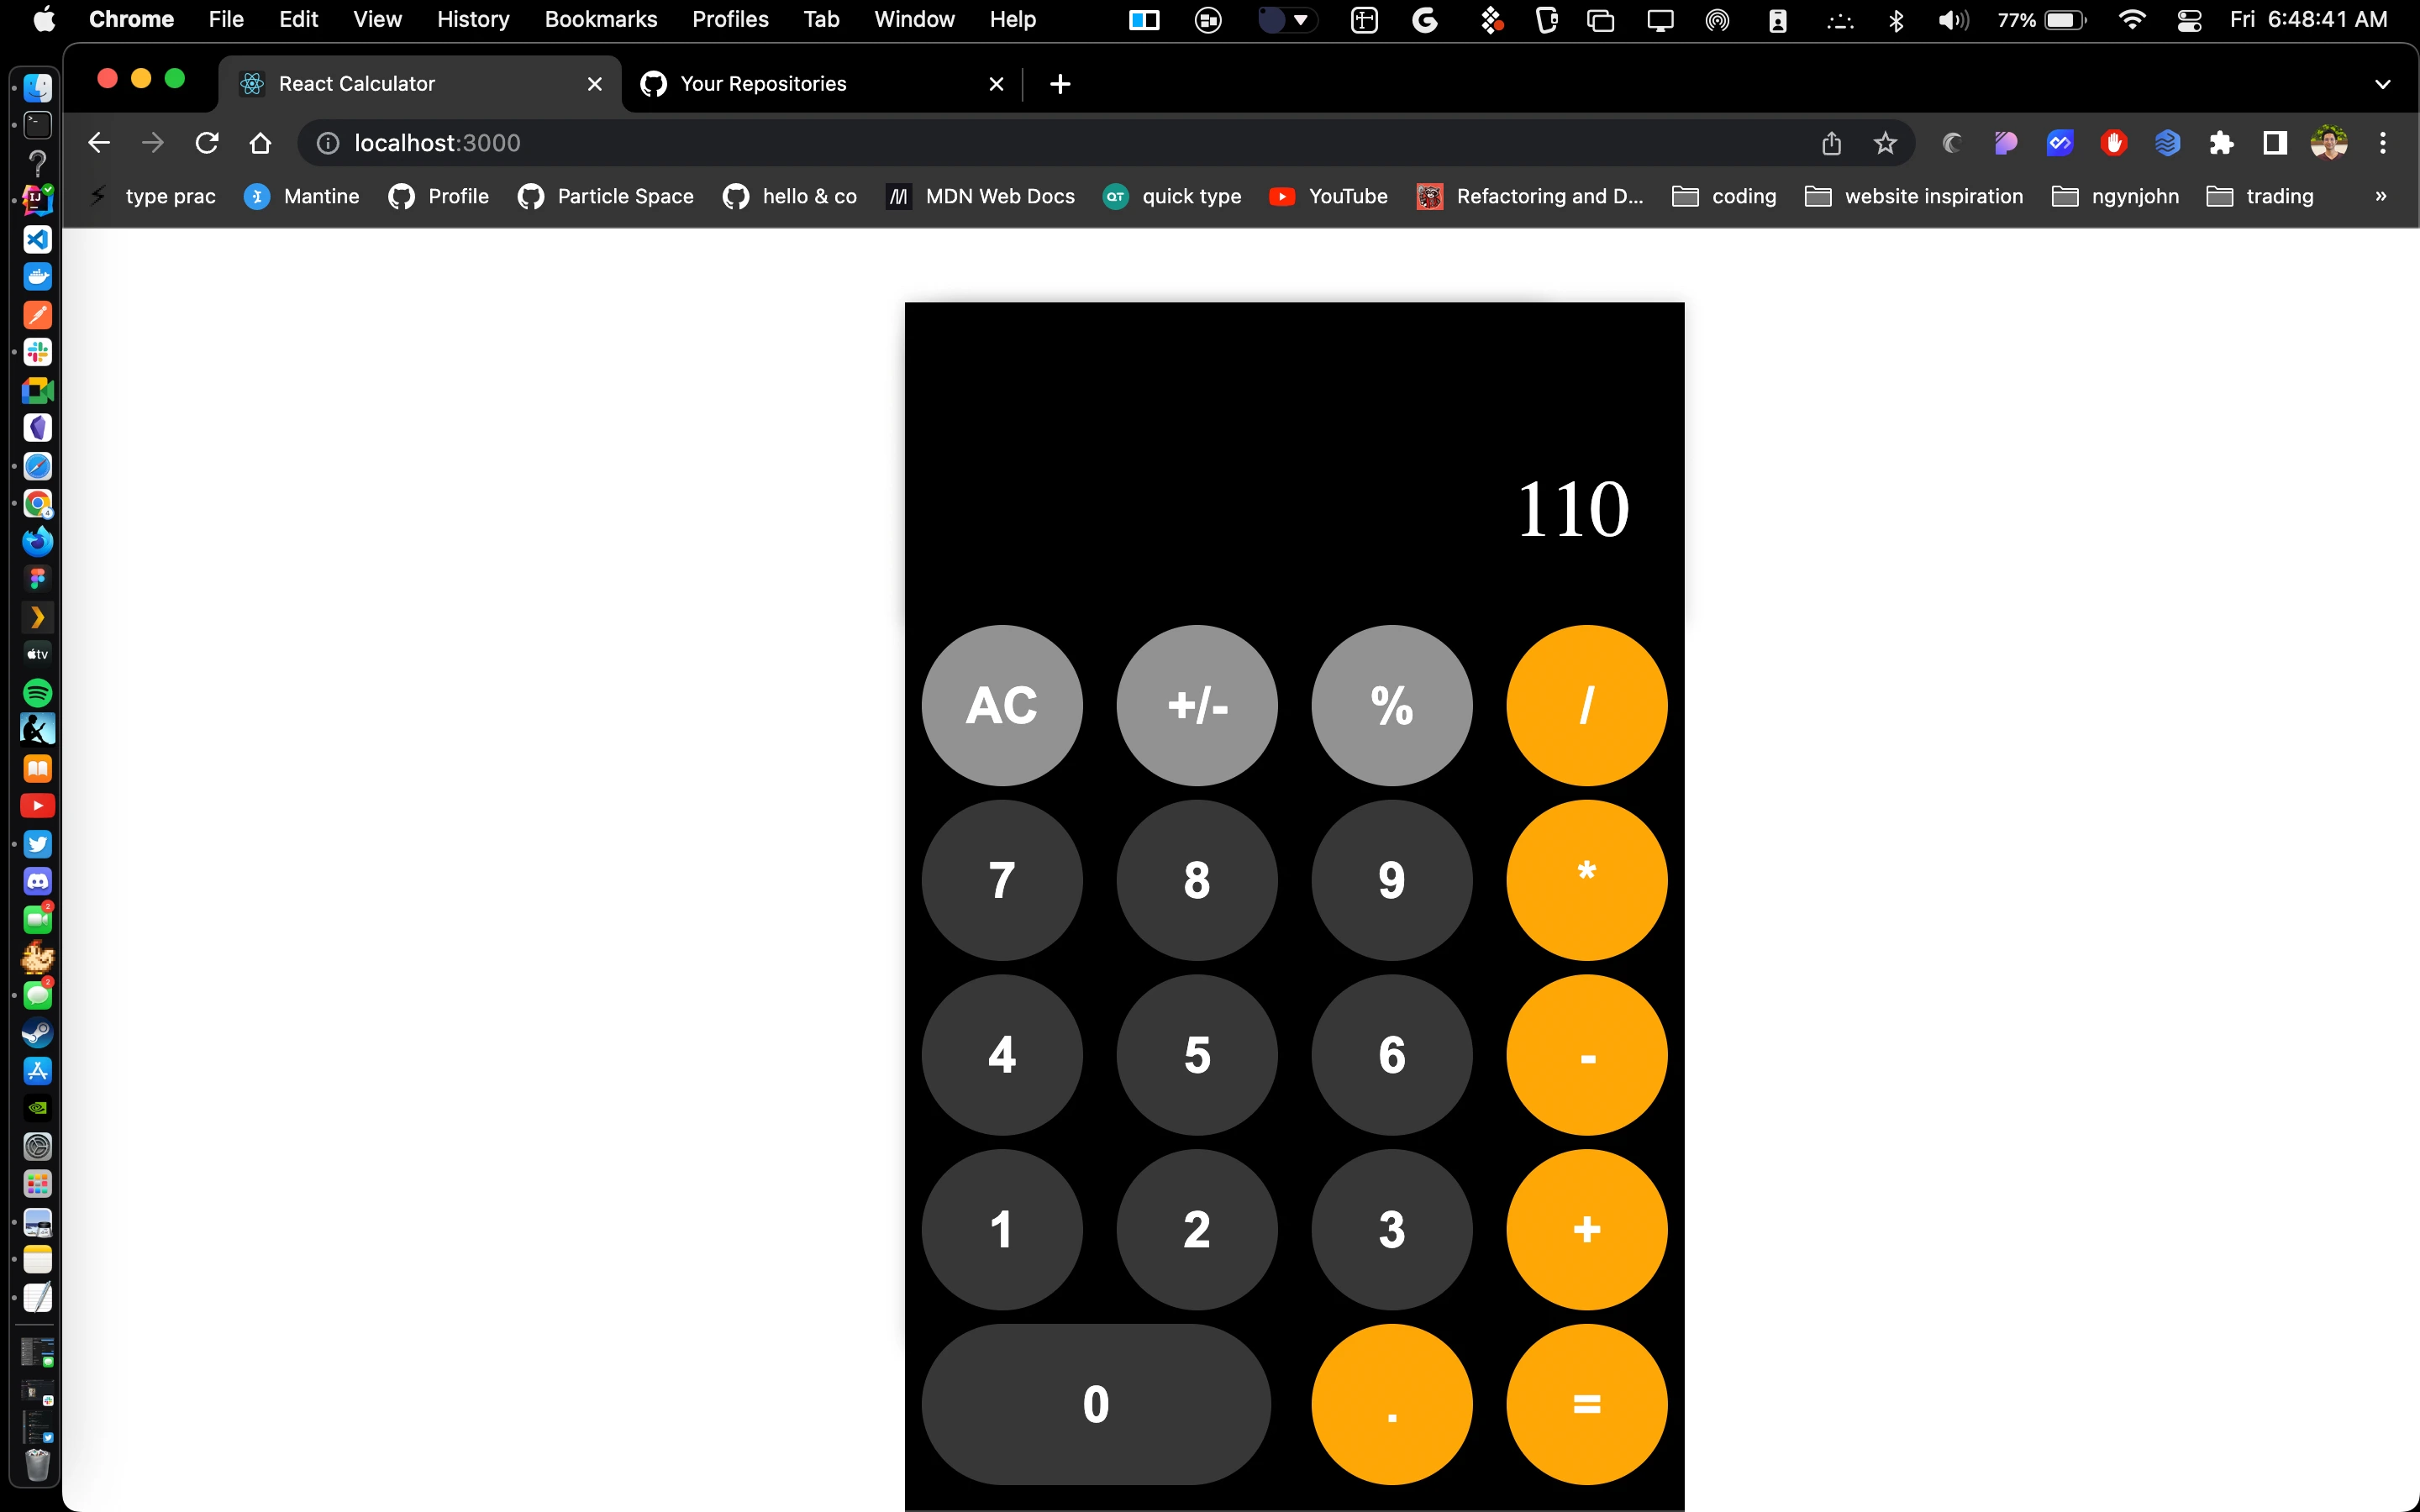 Chrome File Edit View History Bookmarks Profiles Tab Window Help 77% Fri 6:48:41 AM
React Calculator Your Repositories
localhost:3000
type prac Mantine Profile Particle Space hello & co MDN Web Docs QT quick type YouTube Refactoring and D... coding website inspiration ngynjohn trading »
110
AC +/- % /
7 8 9 *
4 5 6 -
1 2 3 +
0 . =
tv